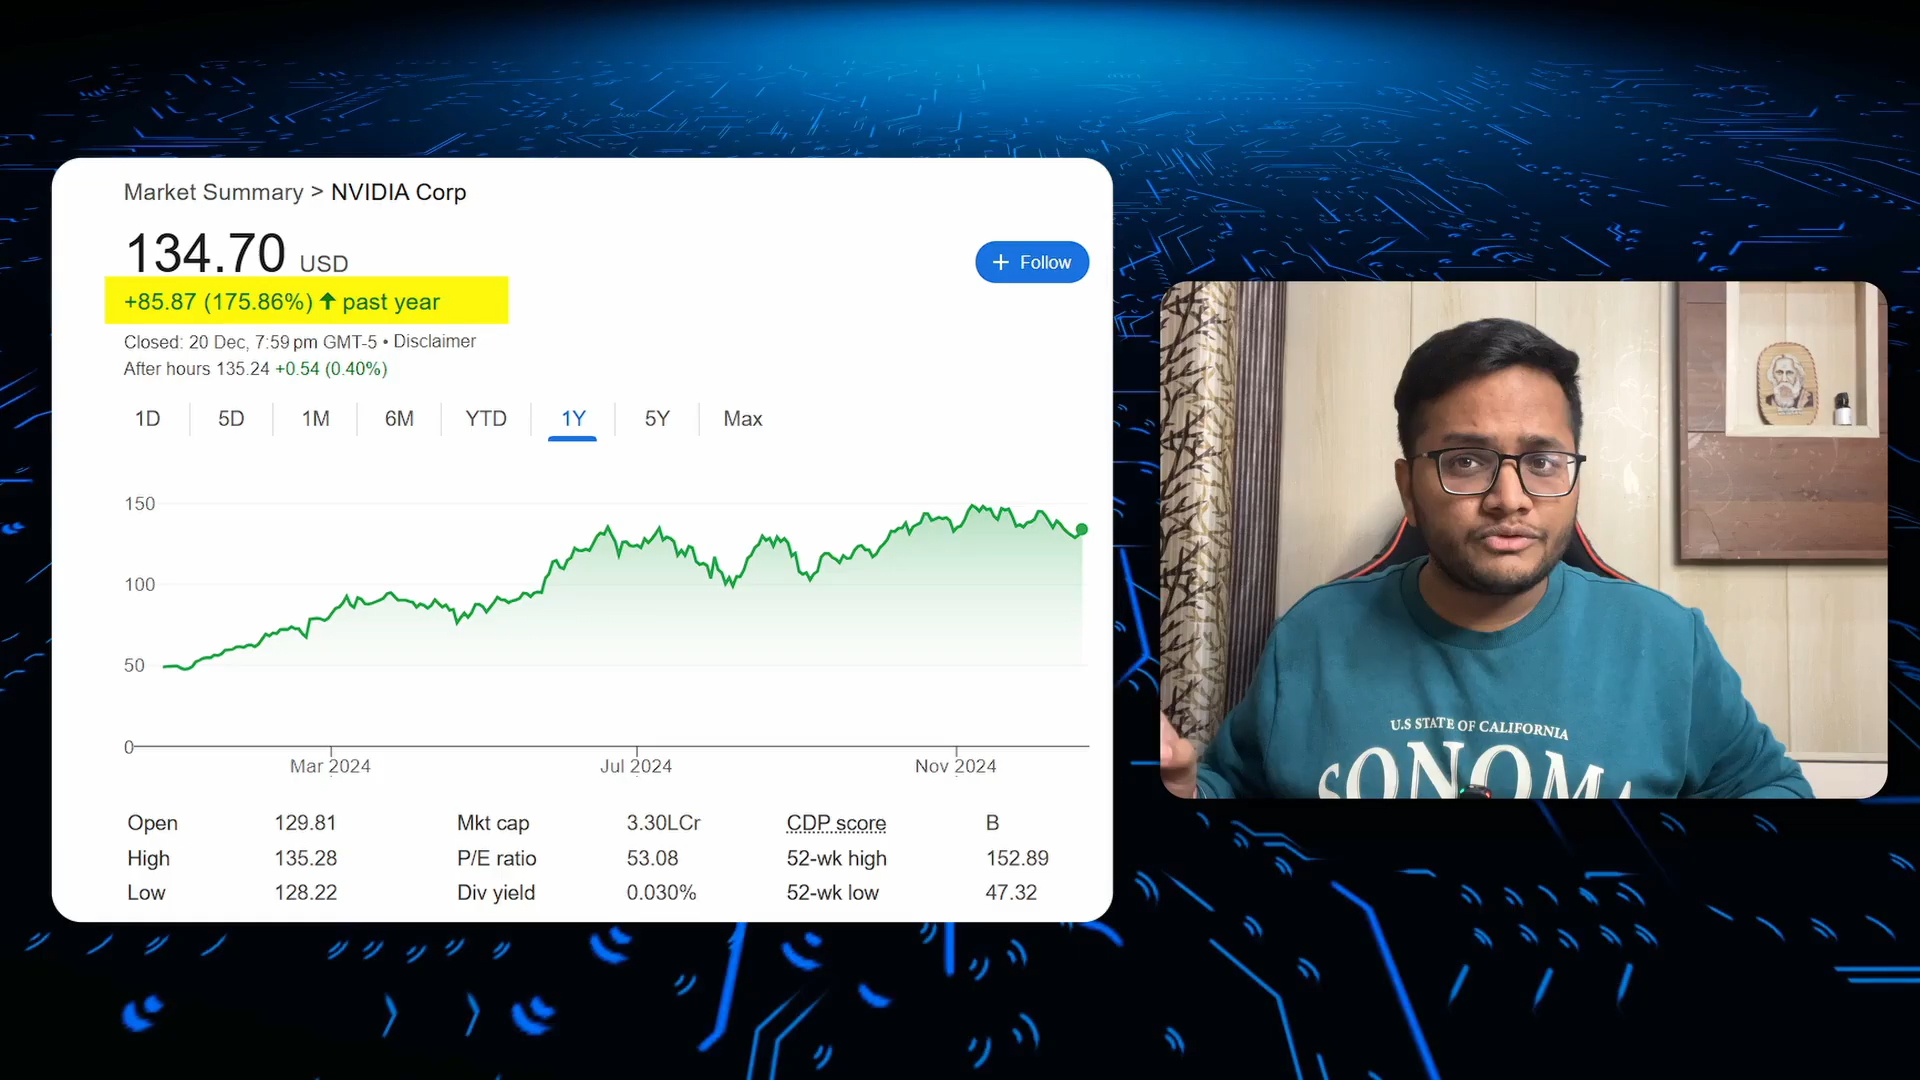 Market Summary > NVIDIA Corp
134.70 USD
+ Follow
+85.87 (175.86%) ↑ past year
Closed: 20 Dec, 7:59 pm GMT-5 • Disclaimer
After hours 135.24 +0.54 (0.40%)
1D 5D 1M 6M YTD 1Y 5Y Max
150
100
50
0
Mar 2024 Jul 2024 Nov 2024
Open 129.81 Mkt cap 3.30LCr CDP score B
High 135.28 P/E ratio 53.08 52-wk high 152.89
Low 128.22 Div yield 0.030% 52-wk low 47.32
U.S STATE OF CALIFORNIA